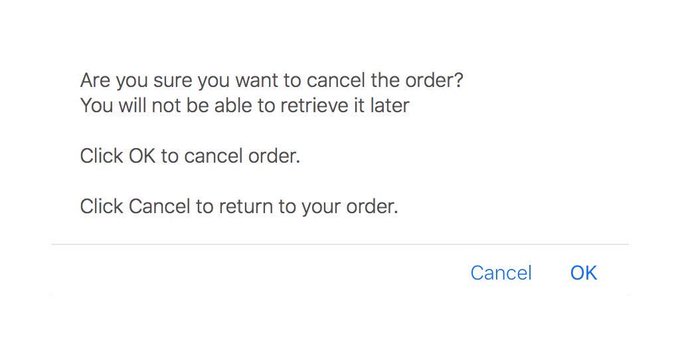 Are you sure you want to cancel the order?
You will not be able to retrieve it later
Click OK to cancel order.
Click Cancel to return to your order.
Cancel OK